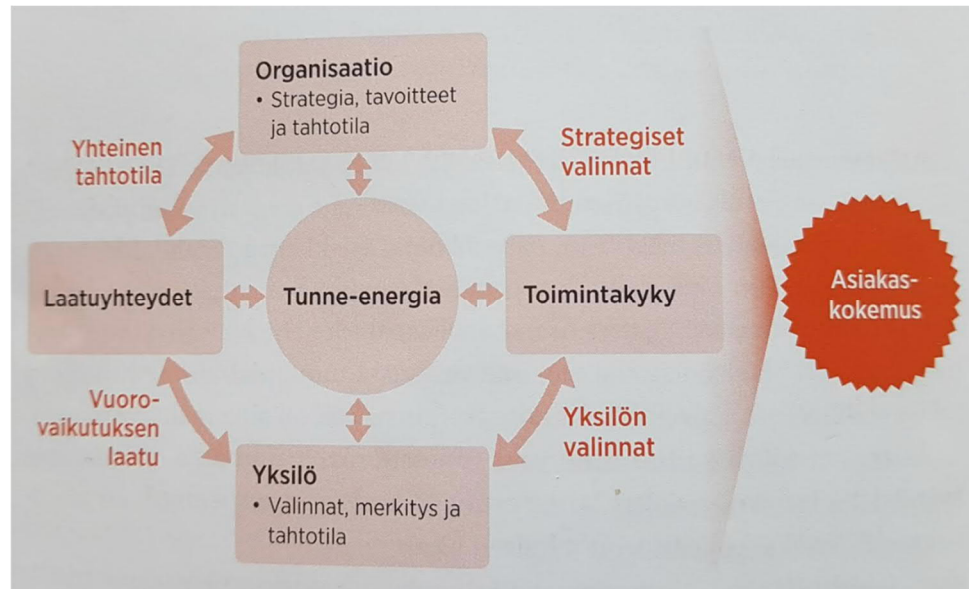 Organisaatio
• Strategia, tavoitteet
ja tahtotila
Yhteinen
tahtotila
Strategiset
valinnat
Laatuyhteydet
Tunne-energia
Toimintakyky
Asiakas-
kokemus
Vuoro-
vaikutuksen
laatu
Yksilön
valinnat
Yksilö
• Valinnat, merkitys ja
tahtotila